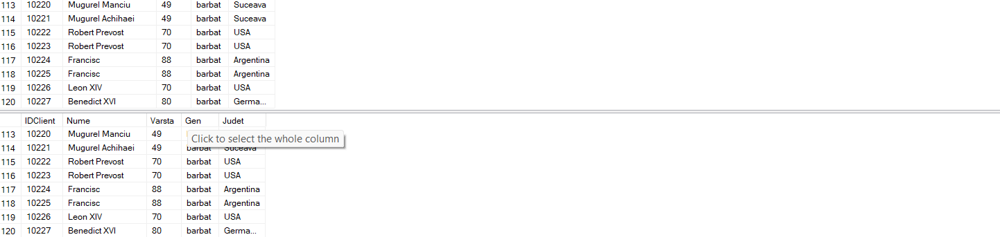 113 10220 Mugurel Manciu 49 barbat Suceava
114 10221 Mugurel Achihaei 49 barbat Suceava
115 10222 Robert Prevost 70 barbat USA
116 10223 Robert Prevost 70 barbat USA
117 10224 Francisc 88 barbat Argentina
118 10225 Francisc 88 barbat Argentina
119 10226 Leon XIV 70 barbat USA
120 10227 Benedict XVI 80 barbat Germa...
IDClient Nume Varsta Gen Judet
113 10220 Mugurel Manciu 49
Click to select the whole column
114 10221 Mugurel Achihaei 49 barbat Suceava
115 10222 Robert Prevost 70 barbat USA
116 10223 Robert Prevost 70 barbat USA
117 10224 Francisc 88 barbat Argentina
118 10225 Francisc 88 barbat Argentina
119 10226 Leon XIV 70 barbat USA
120 10227 Benedict XVI 80 barbat Germa...